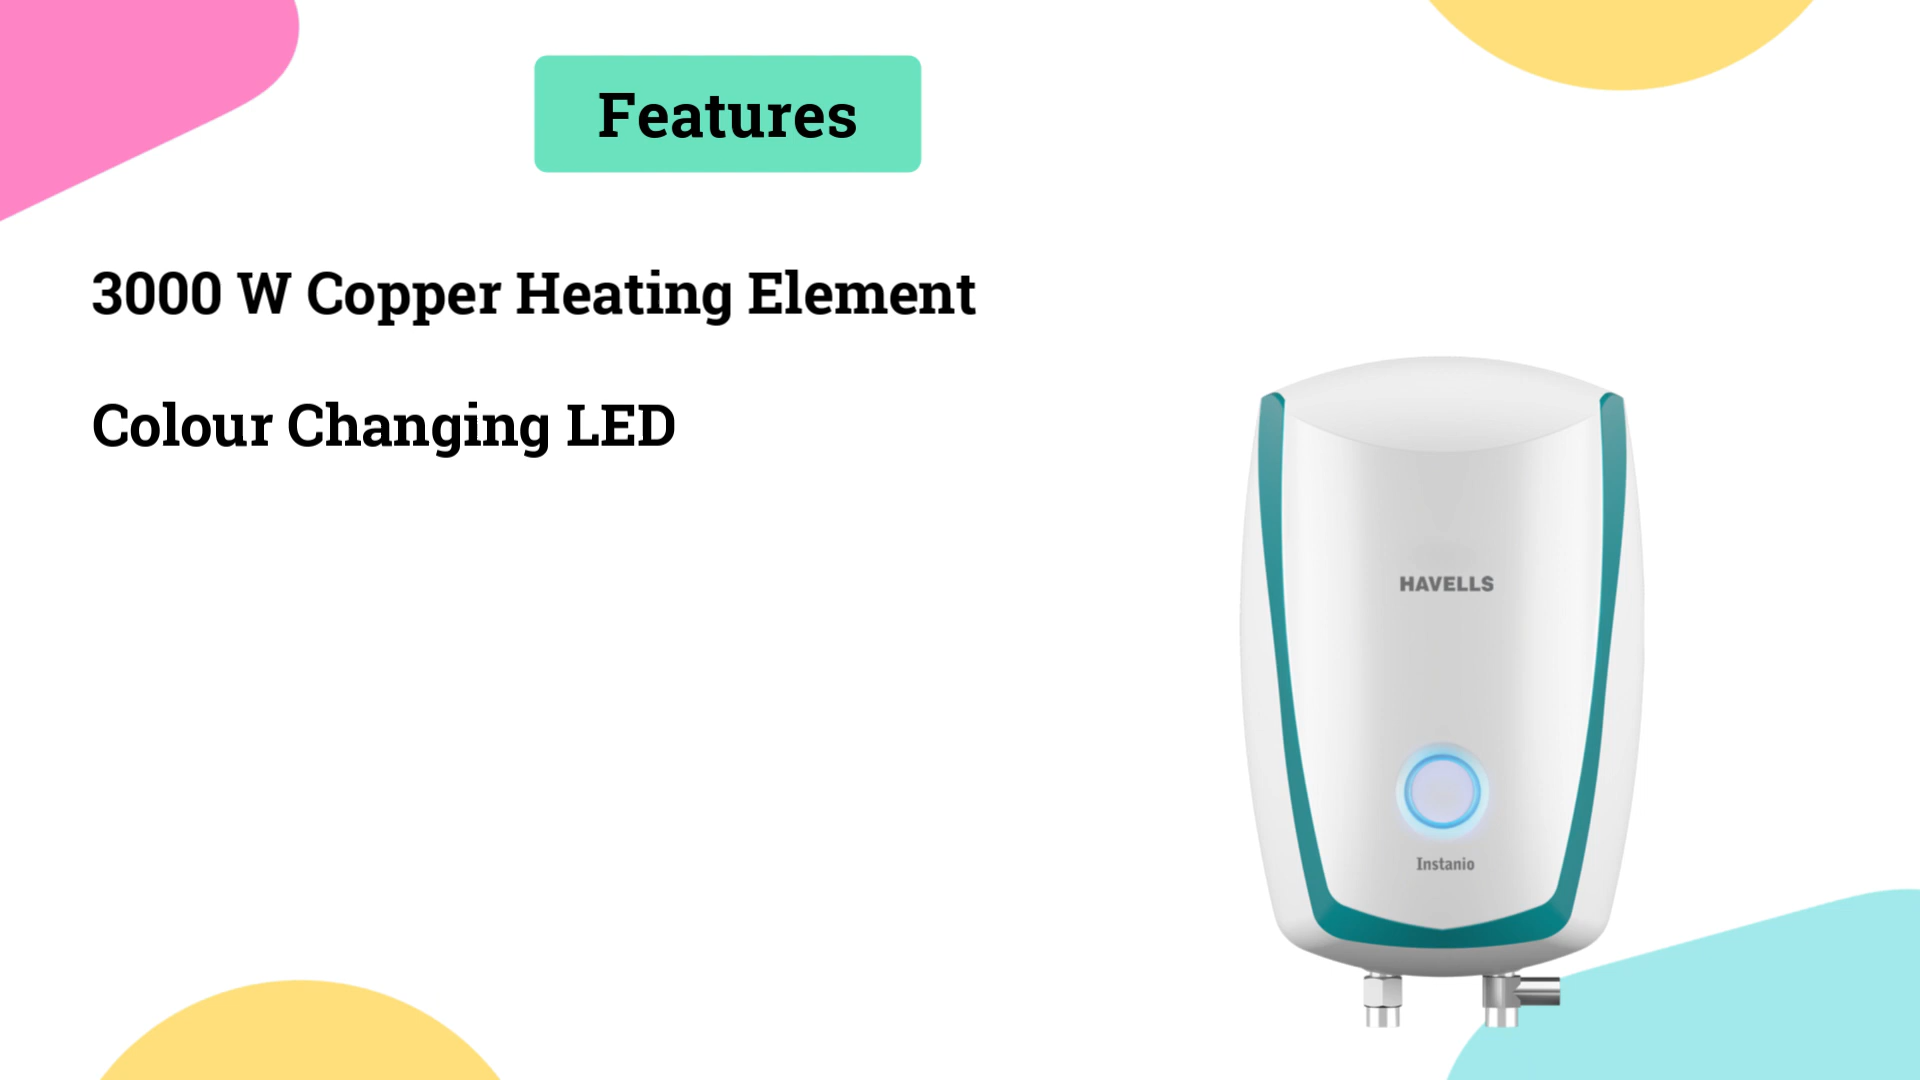 Features
3000 W Copper Heating Element
Colour Changing LED
HAVELLS
Instanio